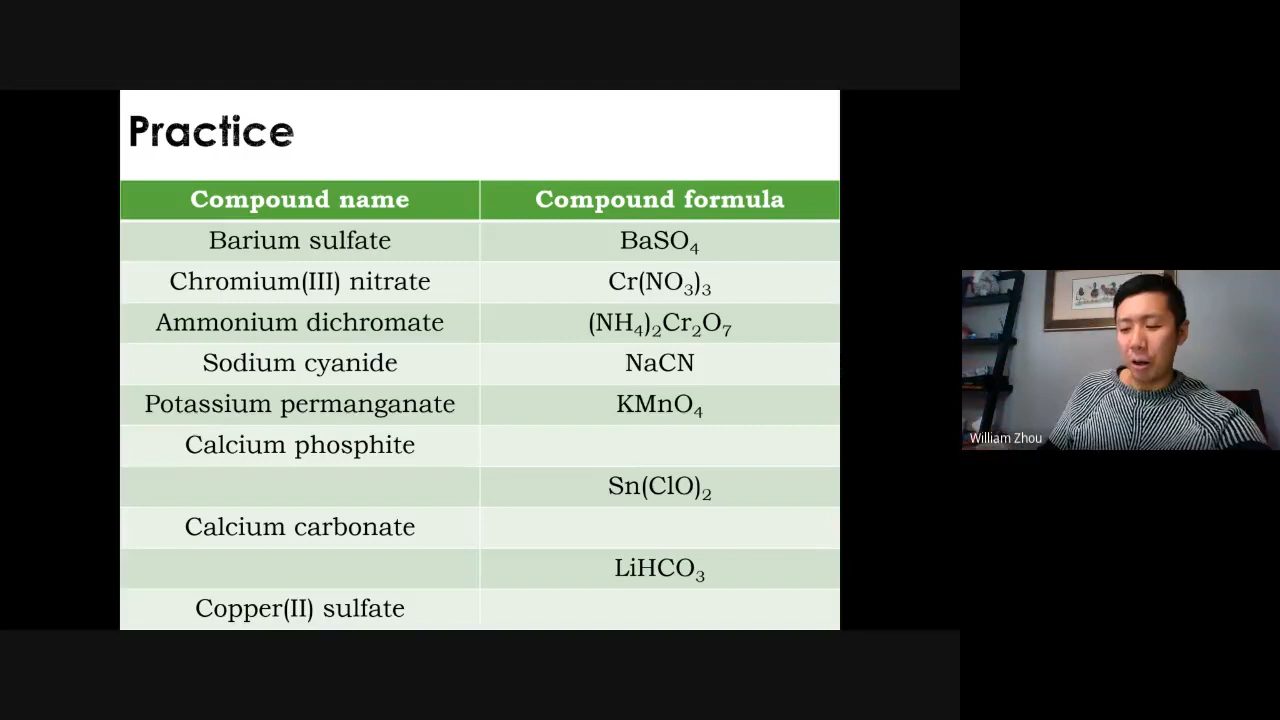 Practice
Compound name Compound formula
Barium sulfate BaSO₄
Chromium(III) nitrate Cr(NO₃)₃
Ammonium dichromate (NH₄)₂Cr₂O₇
Sodium cyanide NaCN
Potassium permanganate KMnO₄
Calcium phosphite
Sn(ClO)₂
Calcium carbonate
LiHCO₃
Copper(II) sulfate
William Zhou